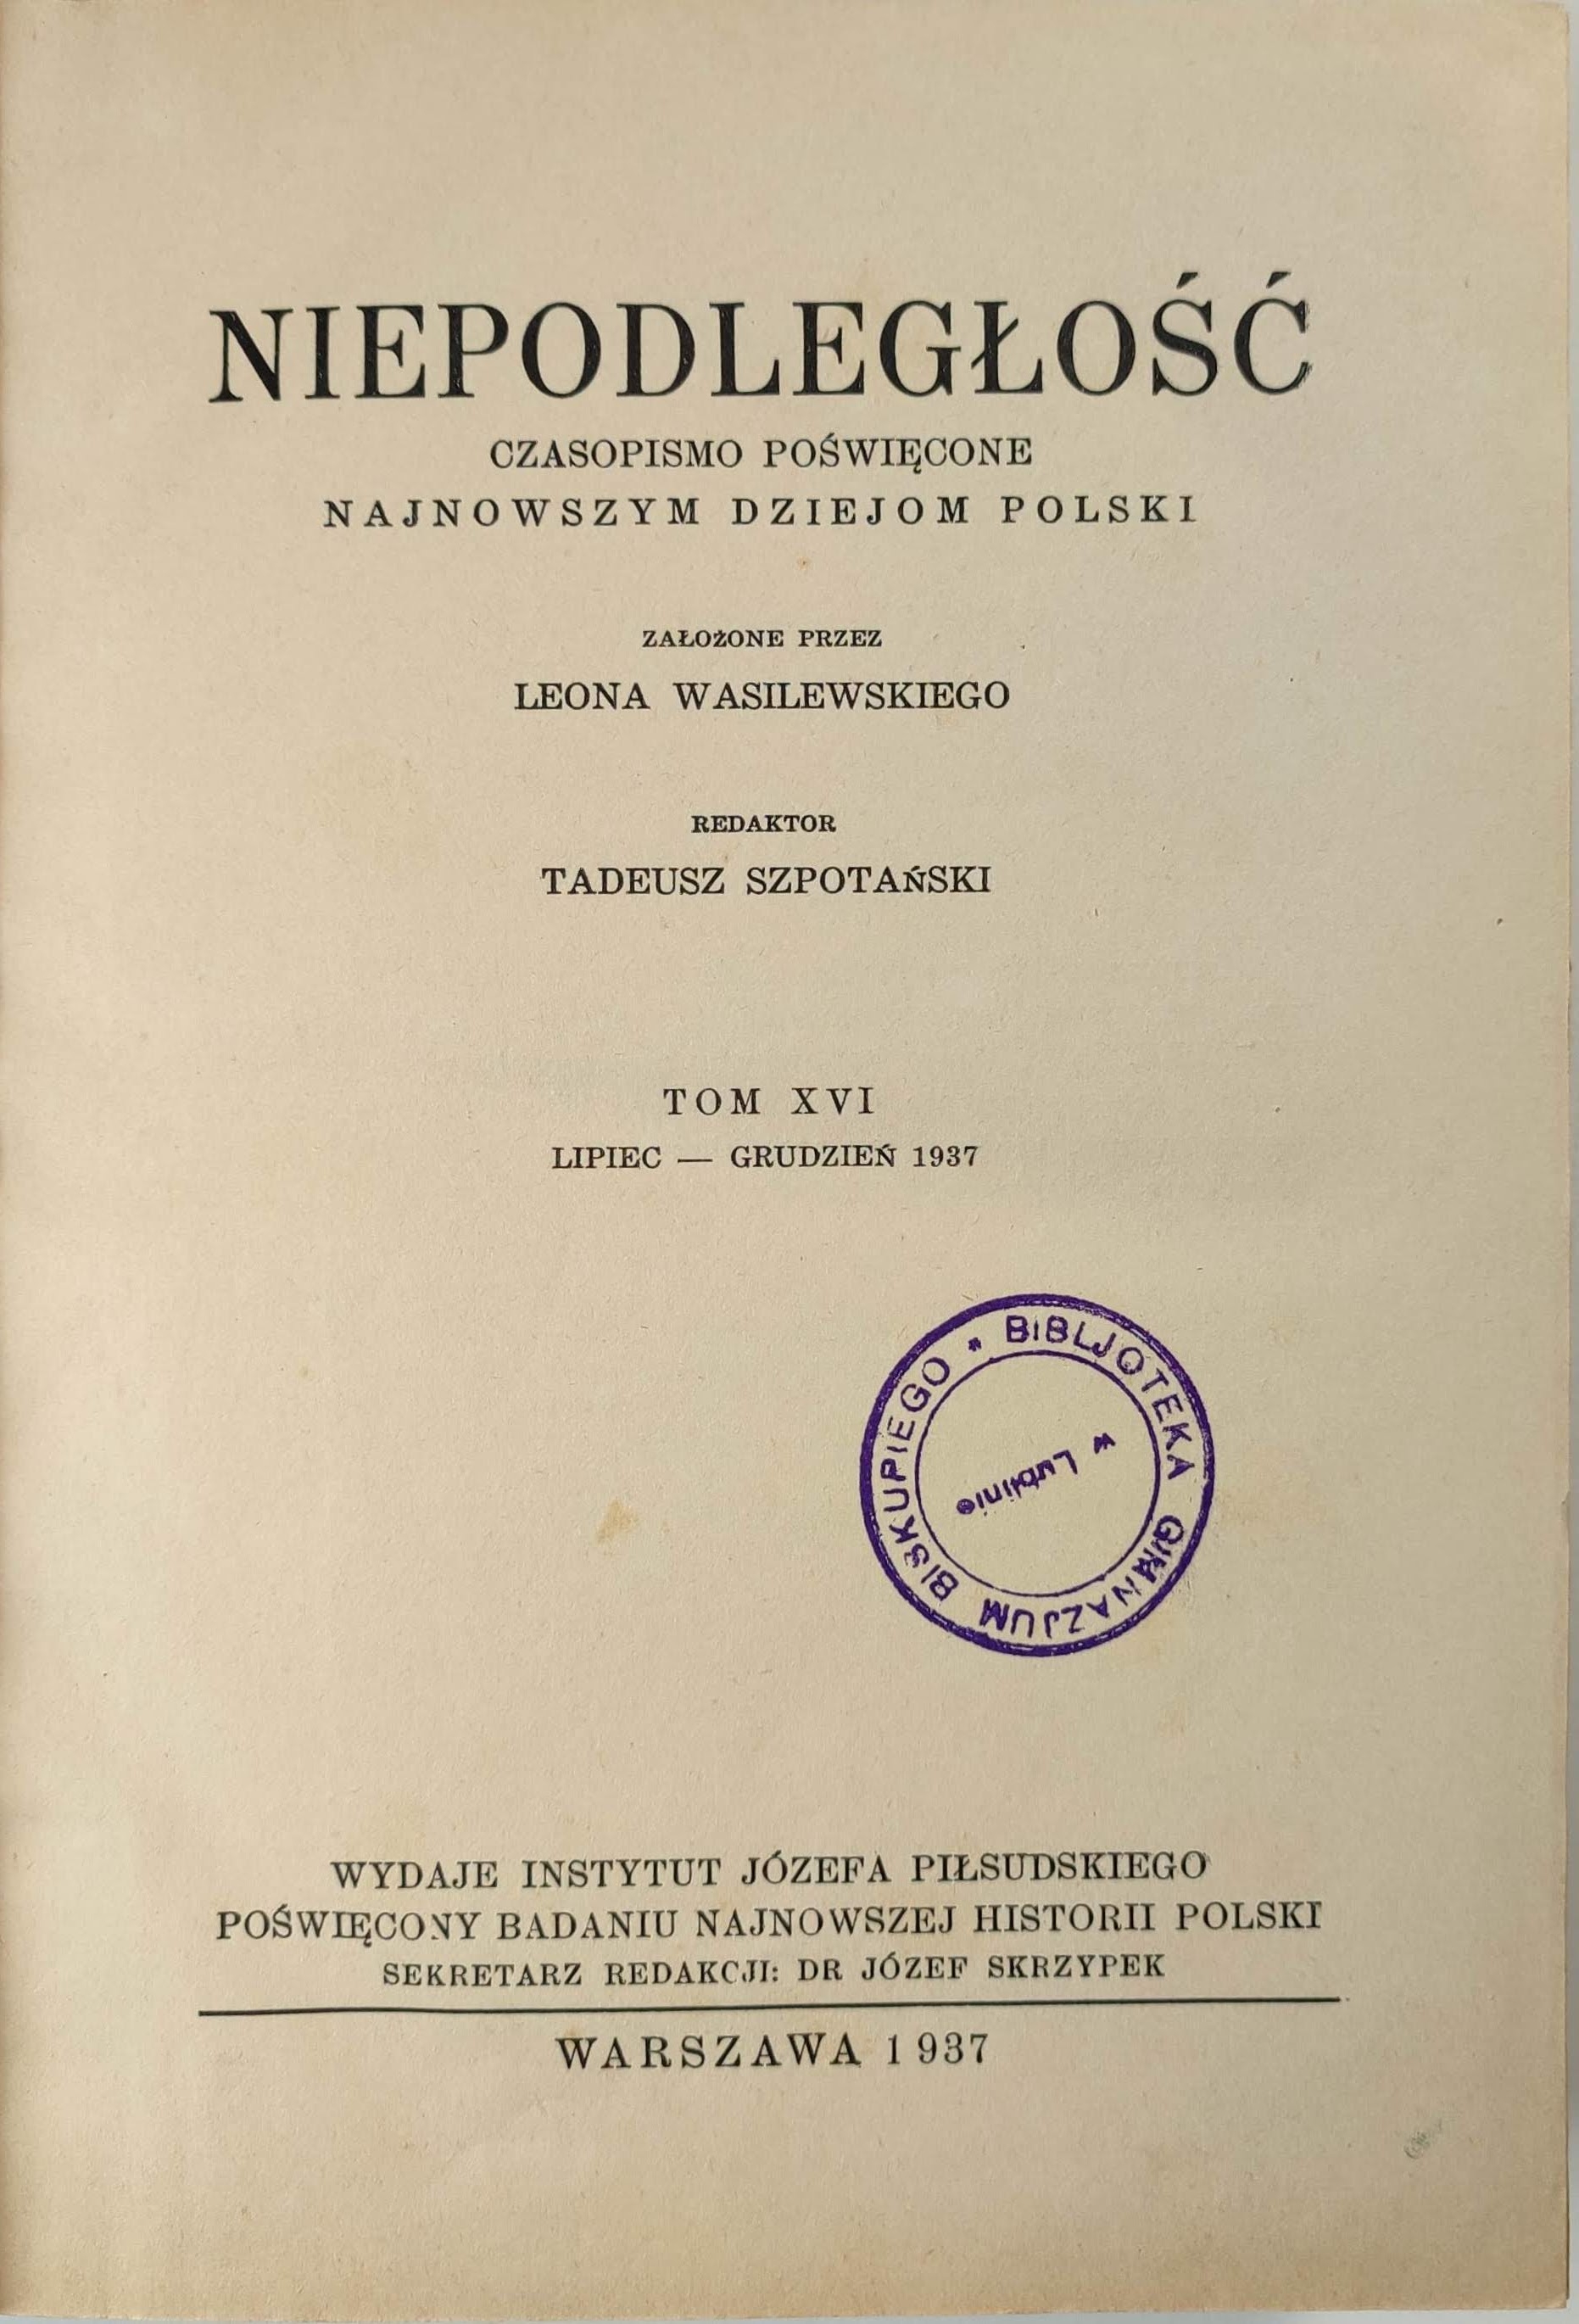 NIEPODLEGŁOŚĆ
CZASOPISMO POŚWIĘCONE
NAJNOWSZYM DZIEJOM POLSKI
ZAŁOŻONE PRZEZ
LEONA WASILEWSKIEGO
REDAKTOR
TADEUSZ SZPOTAŃSKI
TOM XVI
LIPIEC — GRUDZIEŃ 1937
* BIBLJOTEKA GIMNAZJUM BISKUPIEGO
w Lublinie
WYDAJE INSTYTUT JÓZEFA PIŁSUDSKIEGO
POŚWIĘCONY BADANIU NAJNOWSZEJ HISTORII POLSKI
SEKRETARZ REDAKCJI: DR JÓZEF SKRZYPEK
WARSZAWA 1937